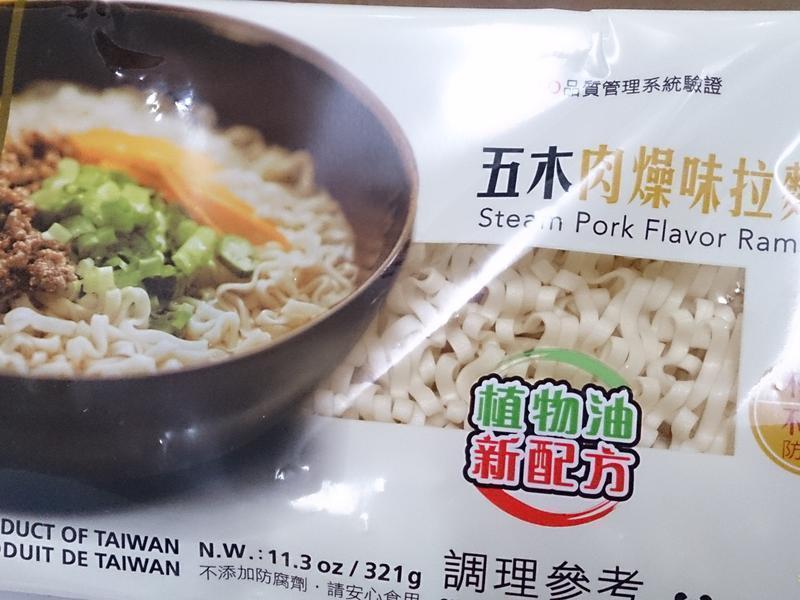 品質管理系統驗證
五木肉燥味拉麵
Steam Pork Flavor Ram
植物油
新配方
DUCT OF TAIWAN
DUIT DE TAIWAN
N.W.:11.3 oz / 321g
不添加防腐劑・請安心食用
調理參考